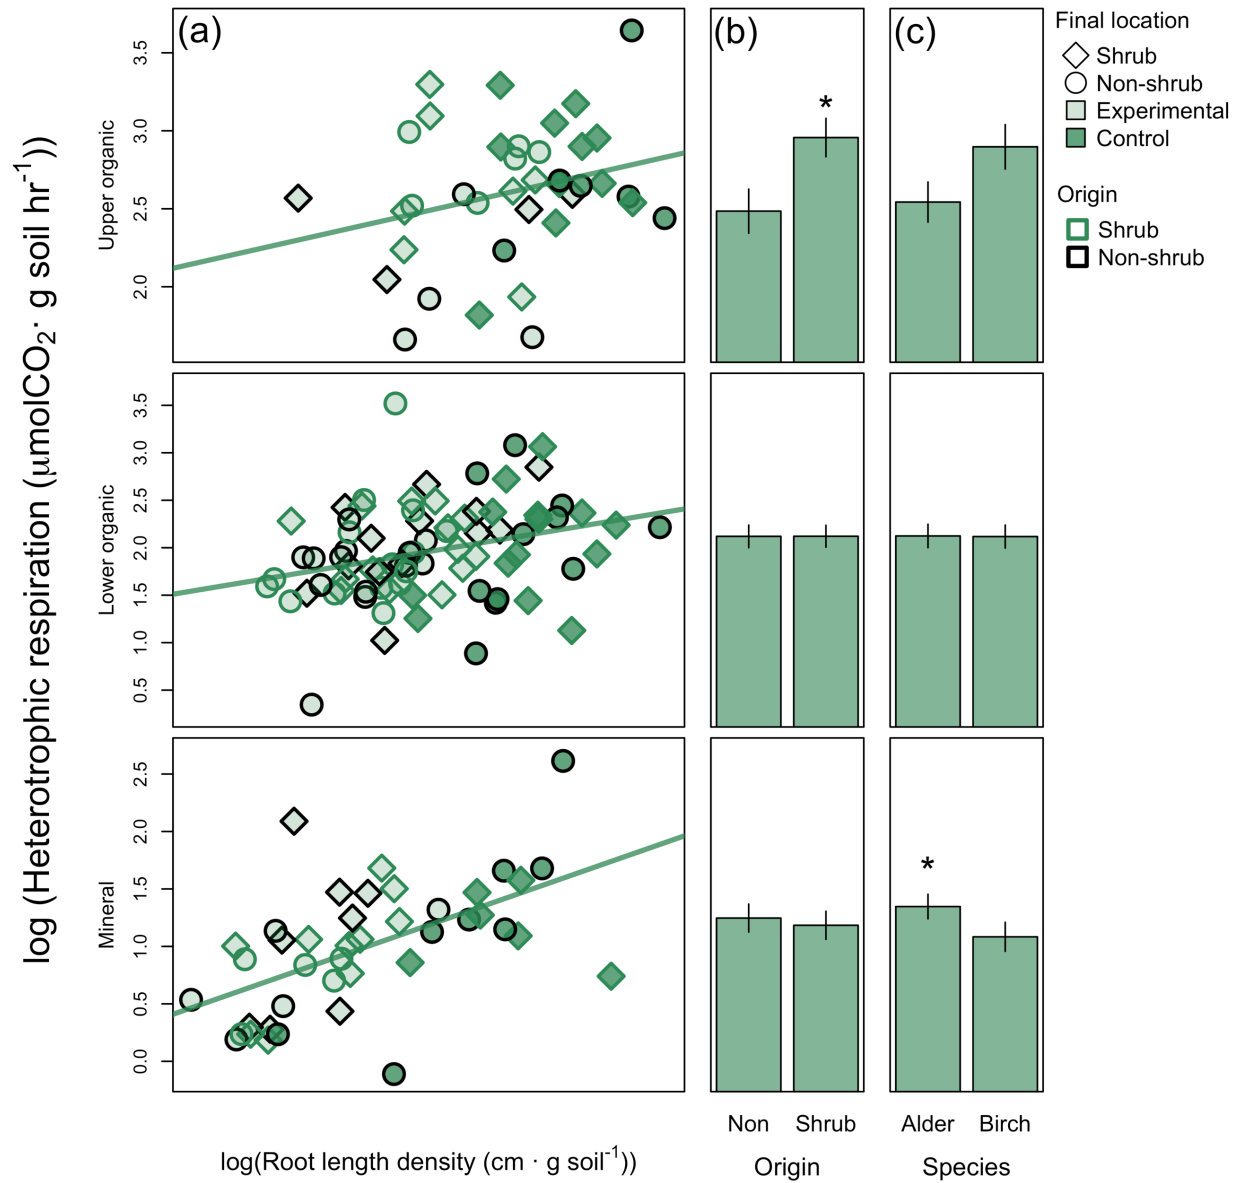 (a)
(b)
(c)
Final location
Shrub
Non-shrub
Experimental
Control
Origin
Shrub
Non-shrub
*
*
log (Heterotrophic respiration (μmolCO₂· g soil hr⁻¹))
Upper organic
3.5
3.0
2.5
2.0
Lower organic
3.5
3.0
2.5
2.0
1.5
1.0
0.5
Mineral
2.5
2.0
1.5
1.0
0.5
0.0
Non Shrub
Alder Birch
log(Root length density (cm · g soil⁻¹))
Origin
Species